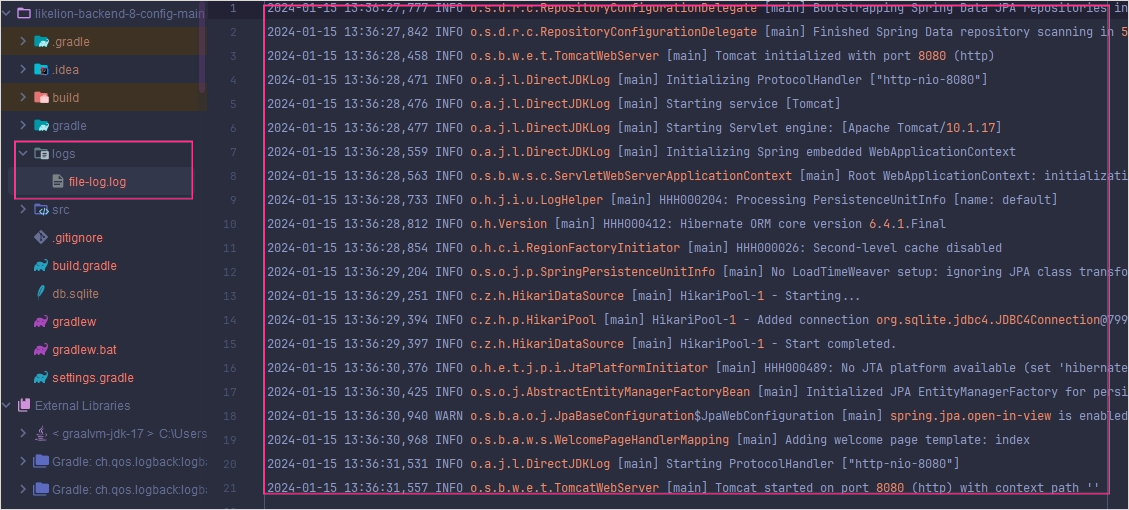 likelion-backend-8-config-main
.gradle
.idea
build
gradle
logs
file-log.log
src
.gitignore
build.gradle
db.sqlite
gradlew
gradlew.bat
settings.gradle
External Libraries
< graalvm-jdk-17 > C:\Users
Gradle: ch.qos.logback:logba
Gradle: ch.qos.logback:logba
1 2024-01-15 13:36:27,777 INFO o.s.d.r.c.RepositoryConfigurationDelegate [main] Bootstrapping Spring Data JPA repositories in
2 2024-01-15 13:36:27,842 INFO o.s.d.r.c.RepositoryConfigurationDelegate [main] Finished Spring Data repository scanning in 5
3 2024-01-15 13:36:28,458 INFO o.s.b.w.e.t.TomcatWebServer [main] Tomcat initialized with port 8080 (http)
4 2024-01-15 13:36:28,471 INFO o.a.j.l.DirectJDKLog [main] Initializing ProtocolHandler ["http-nio-8080"]
5 2024-01-15 13:36:28,476 INFO o.a.j.l.DirectJDKLog [main] Starting service [Tomcat]
6 2024-01-15 13:36:28,477 INFO o.a.j.l.DirectJDKLog [main] Starting Servlet engine: [Apache Tomcat/10.1.17]
7 2024-01-15 13:36:28,559 INFO o.a.j.l.DirectJDKLog [main] Initializing Spring embedded WebApplicationContext
8 2024-01-15 13:36:28,563 INFO o.s.b.w.s.c.ServletWebServerApplicationContext [main] Root WebApplicationContext: initializati
9 2024-01-15 13:36:28,733 INFO o.h.j.i.u.LogHelper [main] HHH000204: Processing PersistenceUnitInfo [name: default]
10 2024-01-15 13:36:28,812 INFO o.h.Version [main] HHH000412: Hibernate ORM core version 6.4.1.Final
11 2024-01-15 13:36:28,854 INFO o.h.c.i.RegionFactoryInitiator [main] HHH000026: Second-level cache disabled
12 2024-01-15 13:36:29,204 INFO o.s.o.j.p.SpringPersistenceUnitInfo [main] No LoadTimeWeaver setup: ignoring JPA class transfo
13 2024-01-15 13:36:29,251 INFO c.z.h.HikariDataSource [main] HikariPool-1 - Starting...
14 2024-01-15 13:36:29,394 INFO c.z.h.p.HikariPool [main] HikariPool-1 - Added connection org.sqlite.jdbc4.JDBC4Connection@799
15 2024-01-15 13:36:29,397 INFO c.z.h.HikariDataSource [main] HikariPool-1 - Start completed.
16 2024-01-15 13:36:30,376 INFO o.h.e.t.j.p.i.JtaPlatformInitiator [main] HHH000489: No JTA platform available (set 'hibernate
17 2024-01-15 13:36:30,425 INFO o.s.o.j.AbstractEntityManagerFactoryBean [main] Initialized JPA EntityManagerFactory for persi
18 2024-01-15 13:36:30,940 WARN o.s.b.a.o.j.JpaBaseConfiguration$JpaWebConfiguration [main] spring.jpa.open-in-view is enabled
19 2024-01-15 13:36:30,968 INFO o.s.b.a.w.s.WelcomePageHandlerMapping [main] Adding welcome page template: index
20 2024-01-15 13:36:31,531 INFO o.a.j.l.DirectJDKLog [main] Starting ProtocolHandler ["http-nio-8080"]
21 2024-01-15 13:36:31,557 INFO o.s.b.w.e.t.TomcatWebServer [main] Tomcat started on port 8080 (http) with context path ''